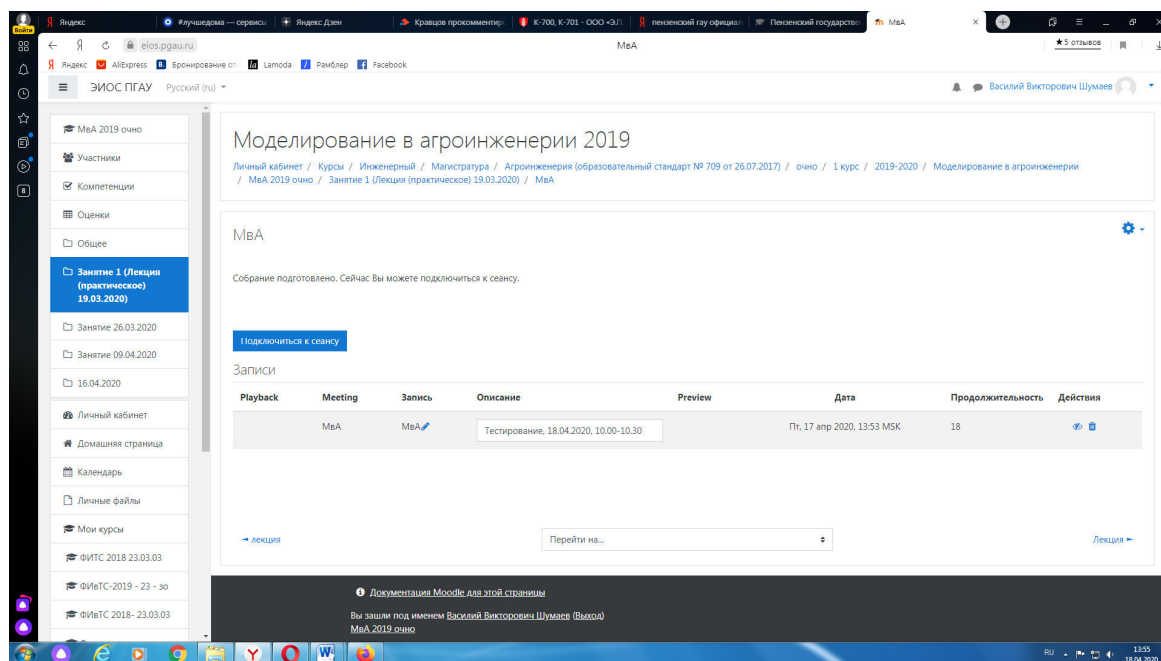 Войти
Яндекс
#лучшедома — сервисы
Яндекс Дзен
Кравцов прокомментиро
К-700, К-701 - ООО «Э.П.
пензенский гау официал
Пензенский государстве
МвА
eios.pgau.ru
МвА
★ 5 отзывов
Яндекс
AliExpress
Бронирование от
Lamoda
Рамблер
Facebook
ЭИОС ПГАУ Русский (ru)
Василий Викторович Шумаев
МвА 2019 очно
Участники
Компетенции
Оценки
Общее
Занятие 1 (Лекция
(практическое)
19.03.2020)
Занятие 26.03.2020
Занятие 09.04.2020
16.04.2020
Личный кабинет
Домашняя страница
Календарь
Личные файлы
Мои курсы
ФИТС 2018 23.03.03
ФИвТС-2019 - 23 - зо
ФИвТС 2018- 23.03.03
Моделирование в агроинженерии 2019
Личный кабинет / Курсы / Инженерный / Магистратура / Агроинженерия (образовательный стандарт № 709 от 26.07.2017) / очно / 1 курс / 2019-2020 / Моделирование в агроинженерии
/ МвА 2019 очно / Занятие 1 (Лекция (практическое) 19.03.2020) / МвА
МвА
Собрание подготовлено. Сейчас Вы можете подключиться к сеансу.
Подключиться к сеансу
Записи
Playback Meeting Запись Описание Preview Дата Продолжительность Действия
МвА МвА Тестирование, 18.04.2020, 10.00-10.30 Пт, 17 апр 2020, 13:53 MSK 18
◄ лекция
Перейти на...
Лекция ►
Документация Moodle для этой страницы
Вы зашли под именем Василий Викторович Шумаев (Выход)
МвА 2019 очно
RU
13:55
18.04.2020